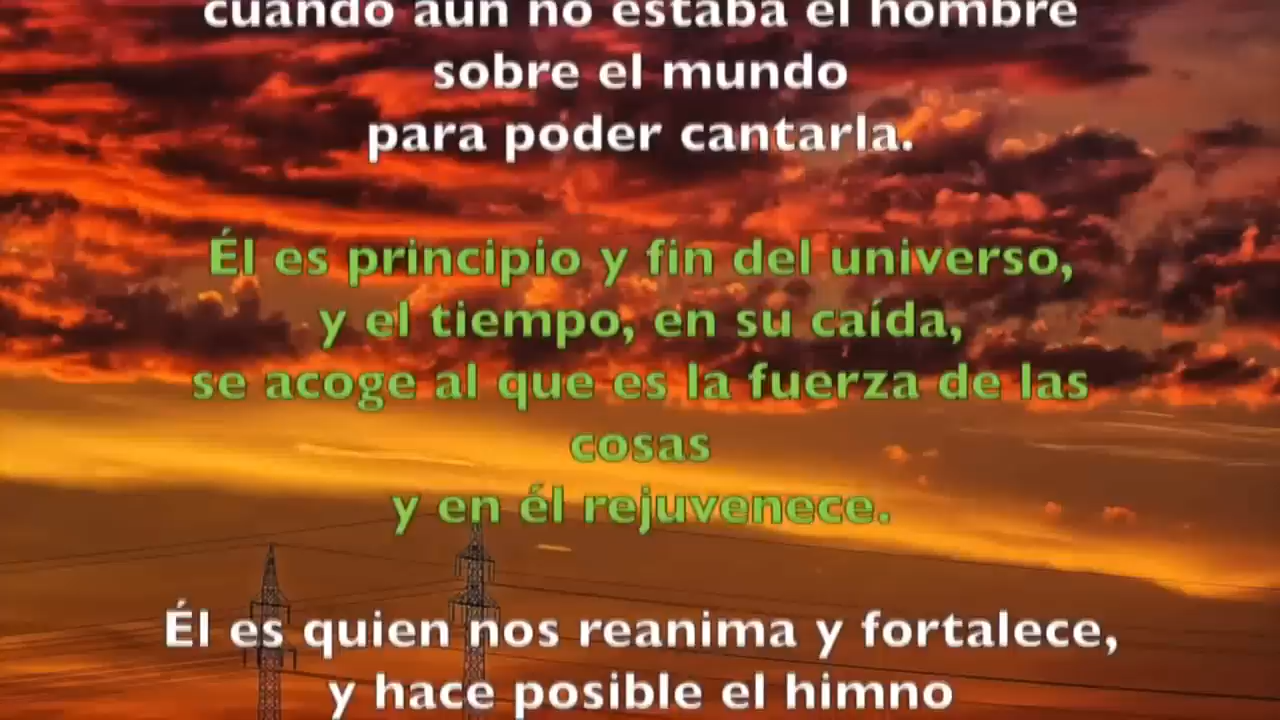 cuando aún no estaba el hombre
sobre el mundo
para poder cantarla.
Él es principio y fin del universo,
y el tiempo, en su caída,
se acoge al que es la fuerza de las
cosas
y en él rejuvenece.
Él es quien nos reanima y fortalece,
y hace posible el himno